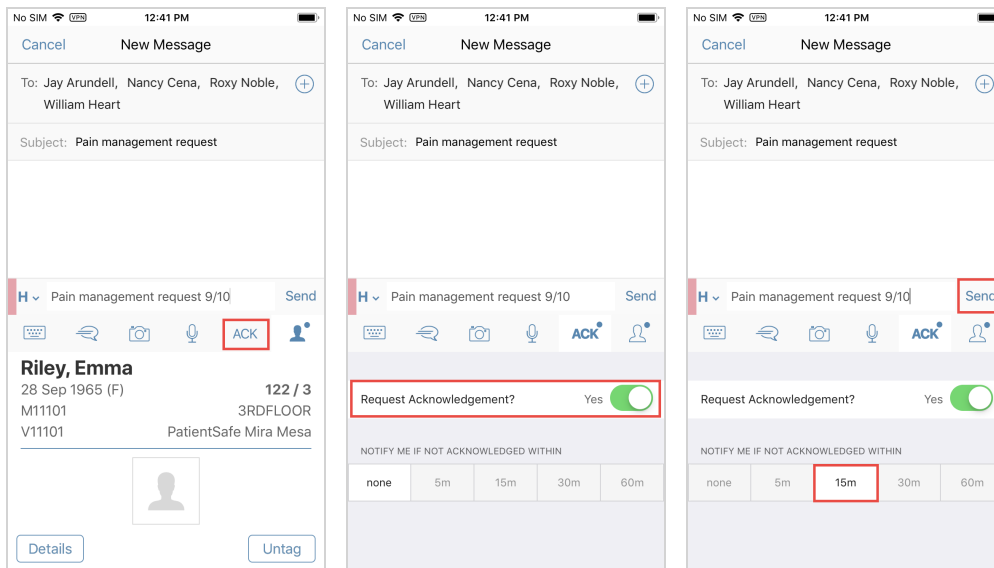 No SIM VPN 12:41 PM
Cancel New Message
To: Jay Arundell, Nancy Cena, Roxy Noble,
William Heart
Subject: Pain management request
H Pain management request 9/10 Send
ACK
Riley, Emma
28 Sep 1965 (F) 122 / 3
M11101 3RDFLOOR
V11101 PatientSafe Mira Mesa
Details Untag
No SIM VPN 12:41 PM
Cancel New Message
To: Jay Arundell, Nancy Cena, Roxy Noble,
William Heart
Subject: Pain management request
H Pain management request 9/10 Send
ACK
Request Acknowledgement? Yes
NOTIFY ME IF NOT ACKNOWLEDGED WITHIN
none 5m 15m 30m 60m
No SIM VPN 12:41 PM
Cancel New Message
To: Jay Arundell, Nancy Cena, Roxy Noble,
William Heart
Subject: Pain management request
H Pain management request 9/10 Send
ACK
Request Acknowledgement? Yes
NOTIFY ME IF NOT ACKNOWLEDGED WITHIN
none 5m 15m 30m 60m